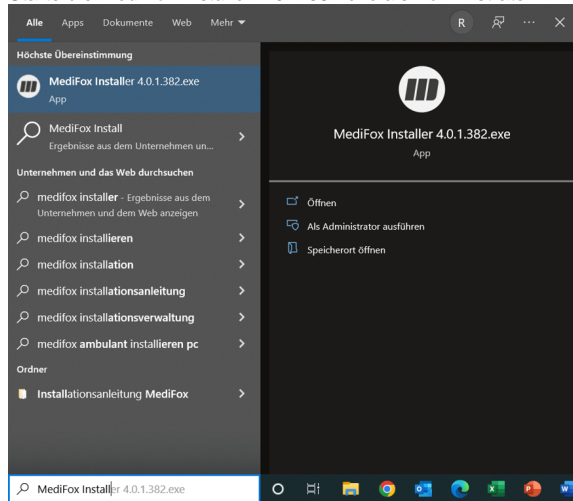 Alle Apps Dokumente Web Mehr
R
Höchste Übereinstimmung
MediFox Installer 4.0.1.382.exe
App
MediFox Install
Ergebnisse aus dem Unternehmen un...
Unternehmen und das Web durchsuchen
medifox installer - Ergebnisse aus dem
Unternehmen und dem Web anzeigen
medifox installieren
medifox installation
medifox installationsanleitung
medifox installationsverwaltung
medifox ambulant installieren pc
Ordner
Installationsanleitung MediFox
MediFox Installer 4.0.1.382.exe
MediFox Installer 4.0.1.382.exe
App
Öffnen
Als Administrator ausführen
Speicherort öffnen